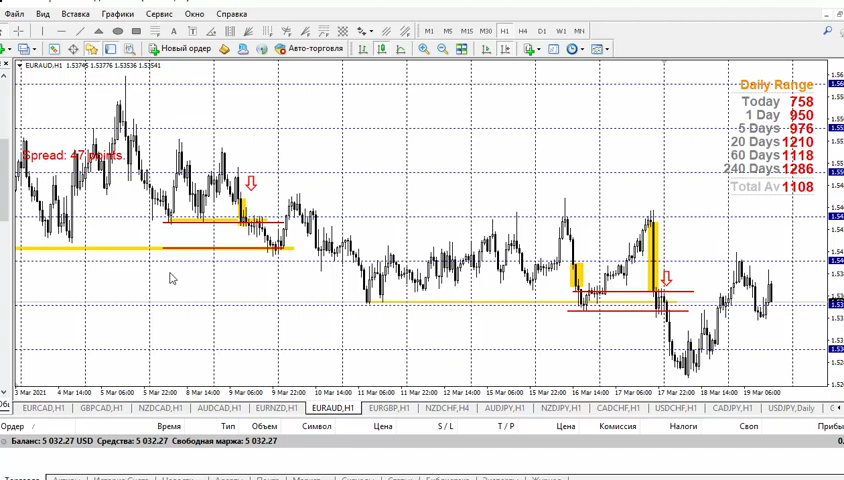 Файл Вид Вставка Графики Сервис Окно Справка
M1 M5 M15 M30 H1 H4 D1 W1 MN
Новый ордер Авто-торговля
EURAUD,H1 1.53745 1.53776 1.53536 1.53541
Daily Range
Today 758
1 Day 950
5 Days 976
20 Days 1210
60 Days 1118
240 Days 1286
Total Av 1108
Spread: 47 points.
3 Mar 2021 4 Mar 14:00 5 Mar 06:00 5 Mar 22:00 8 Mar 14:00 9 Mar 06:00 9 Mar 22:00 10 Mar 14:00 11 Mar 06:00 11 Mar 22:00 12 Mar 14:00 15 Mar 06:00 15 Mar 22:00 16 Mar 14:00 17 Mar 06:00 17 Mar 22:00 18 Mar 14:00 19 Mar 06:00
EURCAD,H1 GBPCAD,H1 NZDCAD,H1 AUDCAD,H1 EURNZD,H1 EURAUD,H1 EURGBP,H1 NZDCHF,H4 AUDJPY,H1 NZDJPY,H1 CADCHF,H1 USDCHF,H1 CADJPY,H1 USDJPY,Daily
Ордер Время Тип Объем Символ Цена S / L T / P Цена Комиссия Налоги Своп Прибы
Баланс: 5 032.27 USD Средства: 5 032.27 Свободная маржа: 5 032.27